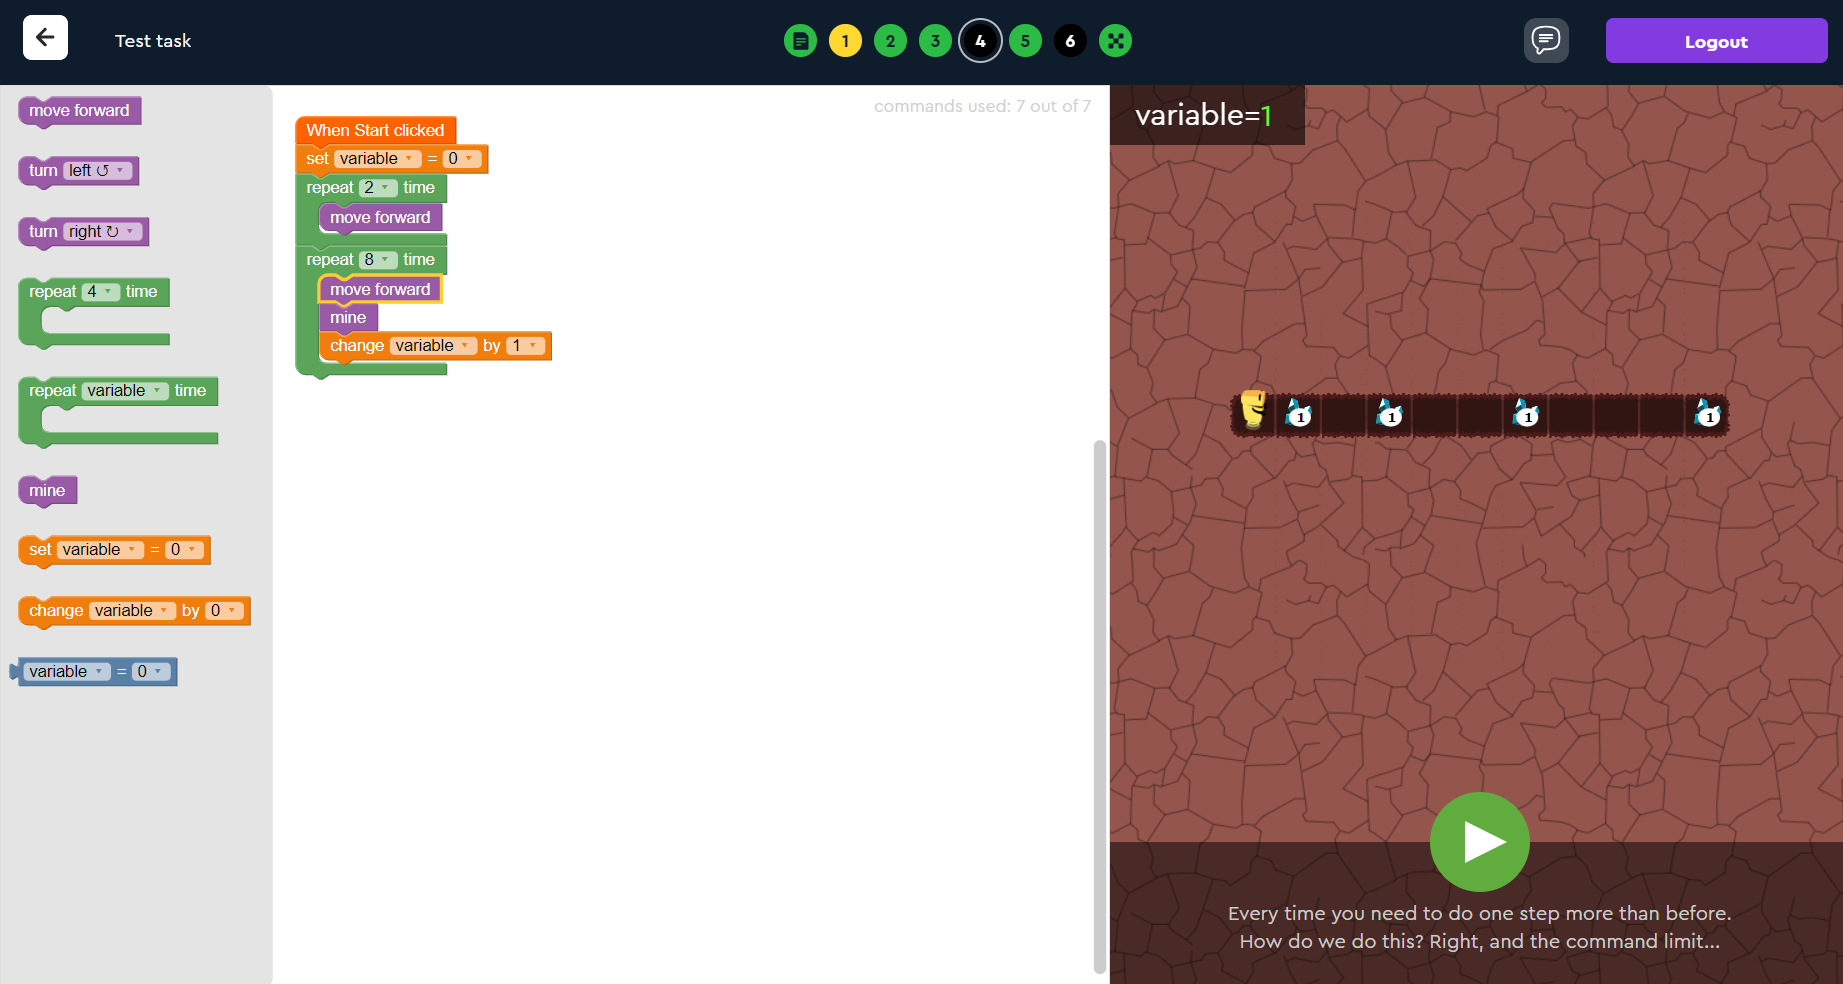 Test task
1
2
3
4
5
6
Logout
move forward
turn left ↺
turn right ↻
repeat 4 time
repeat variable time
mine
set variable = 0
change variable by 0
variable = 0
commands used: 7 out of 7
When Start clicked
set variable = 0
repeat 2 time
move forward
repeat 8 time
move forward
mine
change variable by 1
variable=1
1
1
1
1
Every time you need to do one step more than before.
How do we do this? Right, and the command limit...